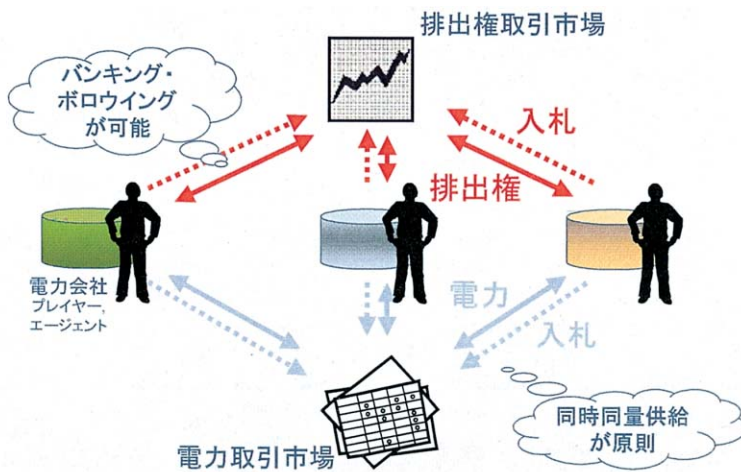 排出権取引市場
バンキング・
ボロウイング
が可能
入札
排出権
電力会社
プレイヤー,
エージェント
電力
入札
同時同量供給
が原則
電力取引市場